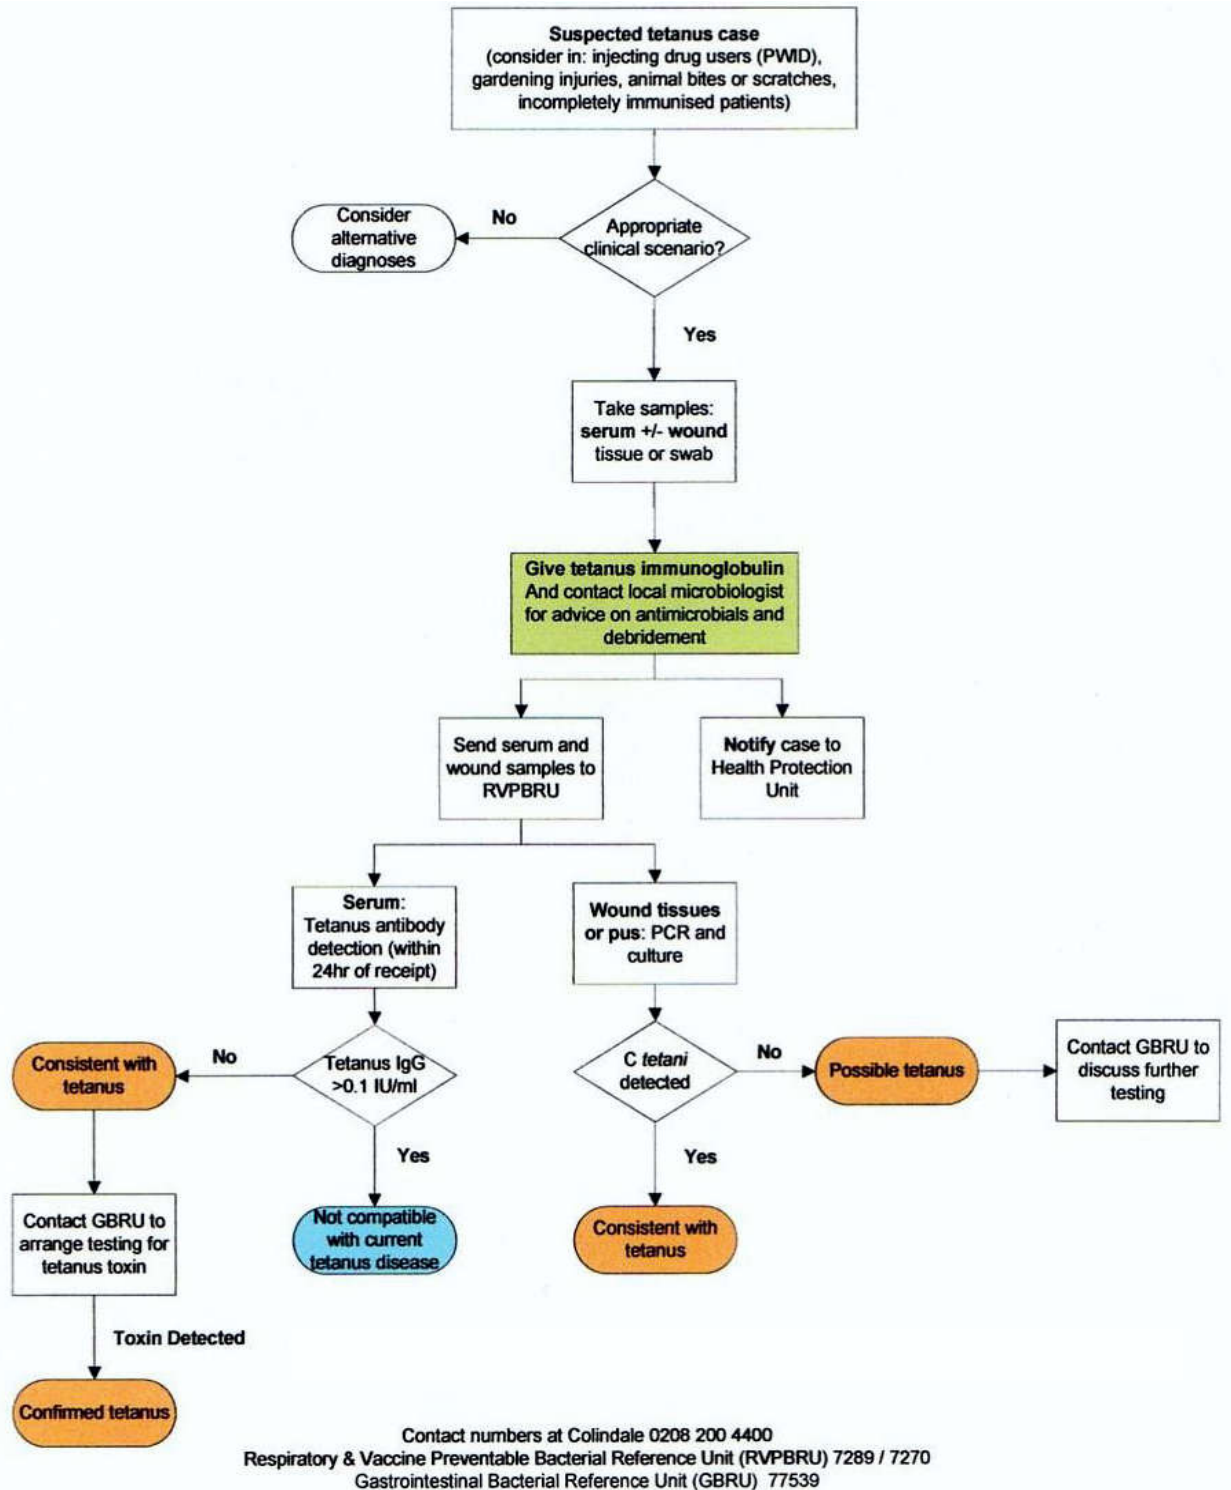 Suspected tetanus case
(consider in: injecting drug users (PWID),
gardening injuries, animal bites or scratches,
incompletely immunised patients)
Appropriate
clinical scenario?
No
Consider
alternative
diagnoses
Yes
Take samples:
serum +/- wound
tissue or swab
Give tetanus immunoglobulin
And contact local microbiologist
for advice on antimicrobials and
debridement
Send serum and
wound samples to
RVPBRU
Notify case to
Health Protection
Unit
Serum:
Tetanus antibody
detection (within
24hr of receipt)
Wound tissues
or pus: PCR and
culture
Tetanus IgG
>0.1 IU/ml
No
Consistent with
tetanus
Yes
Not compatible
with current
tetanus disease
Contact GBRU to
arrange testing for
tetanus toxin
Toxin Detected
Confirmed tetanus
C tetani
detected
No
Possible tetanus
Contact GBRU to
discuss further
testing
Yes
Consistent with
tetanus
Contact numbers at Colindale 0208 200 4400
Respiratory & Vaccine Preventable Bacterial Reference Unit (RVPBRU) 7289 / 7270
Gastrointestinal Bacterial Reference Unit (GBRU) 77539